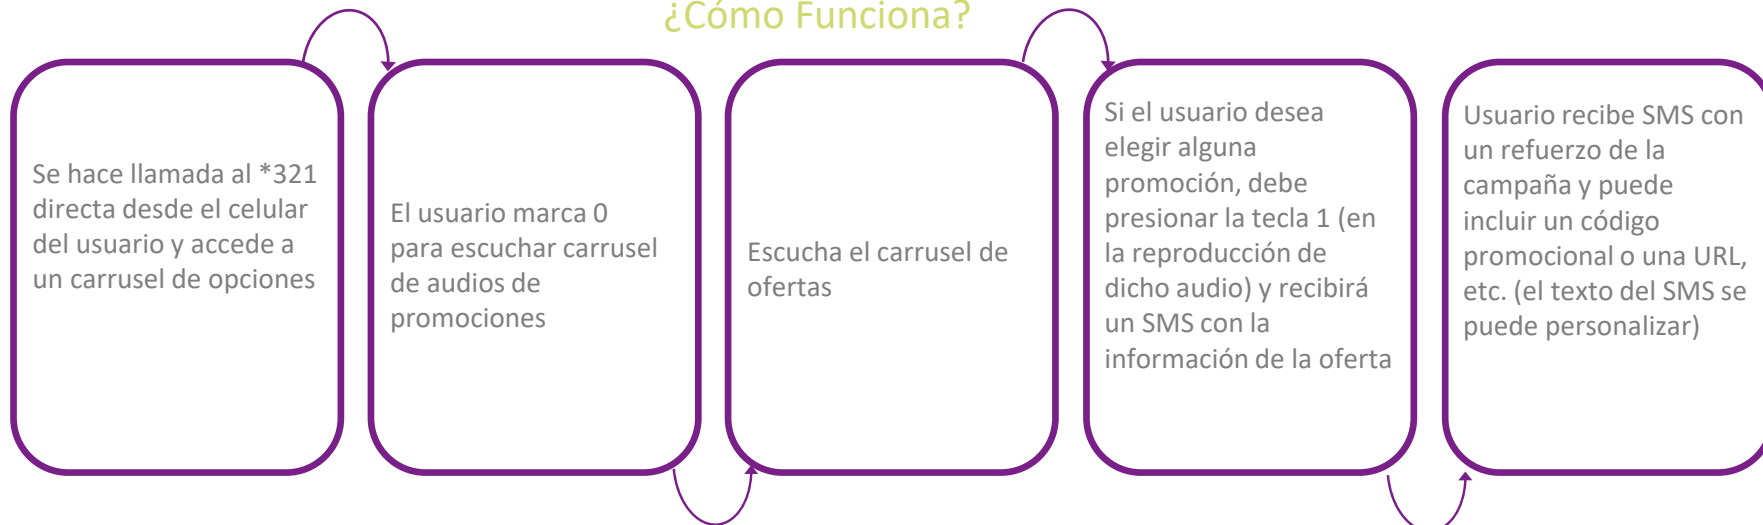 ¿Cómo Funciona?
Se hace llamada al *321
directa desde el celular
del usuario y accede a
un carrusel de opciones
El usuario marca 0
para escuchar carrusel
de audios de
promociones
Escucha el carrusel de
ofertas
Si el usuario desea
elegir alguna
promoción, debe
presionar la tecla 1 (en
la reproducción de
dicho audio) y recibirá
un SMS con la
información de la oferta
Usuario recibe SMS con
un refuerzo de la
campaña y puede
incluir un código
promocional o una URL,
etc. (el texto del SMS se
puede personalizar)